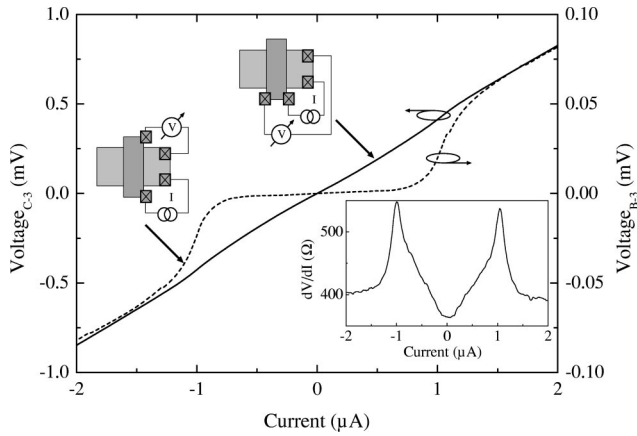 1.0
0.5
0.0
-0.5
-1.0
Voltage_C-3 (mV)
0.10
0.05
0.00
-0.05
-0.10
Voltage_B-3 (mV)
V
I
I
V
550
500
450
400
dV/dI (Ω)
-2 -1 0 1 2
Current (µA)
-2 -1 0 1 2
Current (µA)